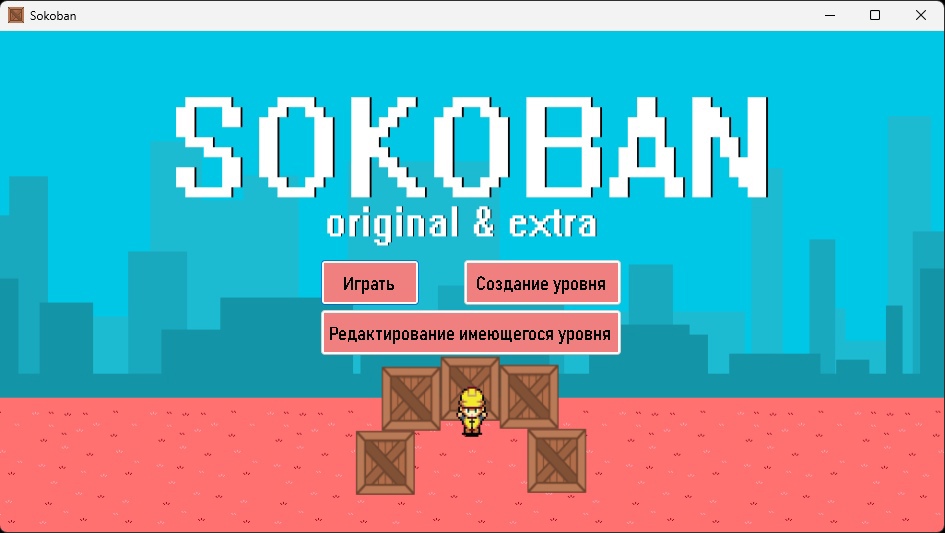 Sokoban
SOKOBAN
original & extra
Играть
Создание уровня
Редактирование имеющегося уровня